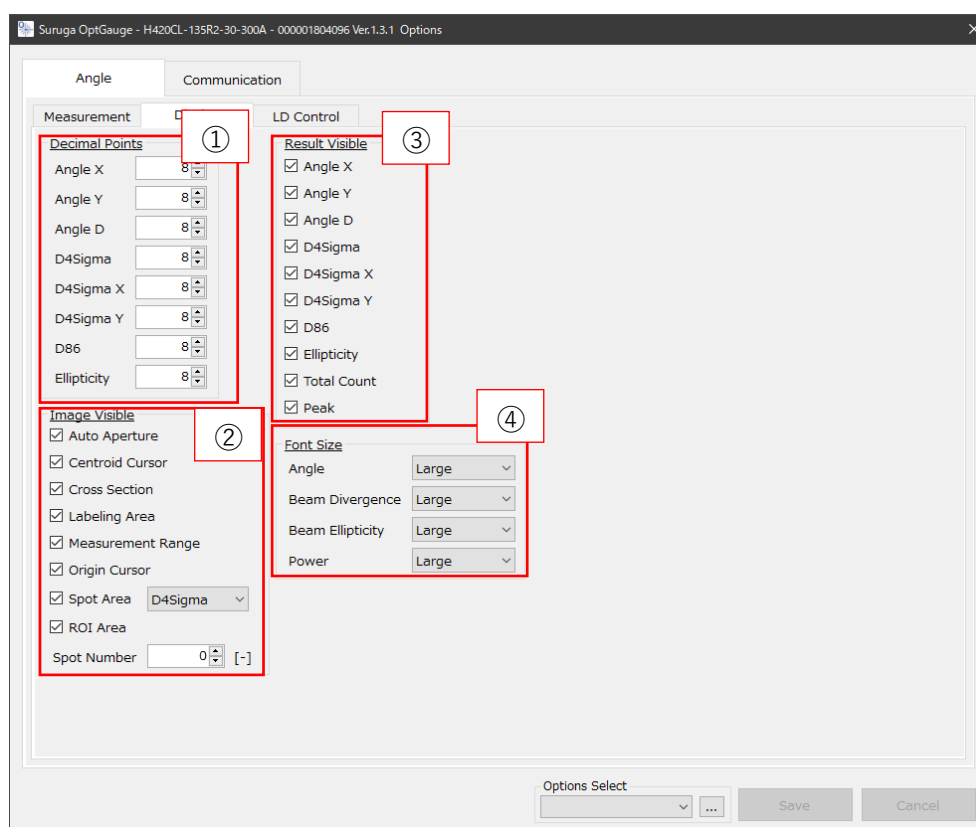 Suruga OptGauge - H420CL-135R2-30-300A - 000001804096 Ver.1.3.1 Options
Angle
Communication
Measurement
LD Control
①
Decimal Points
Angle X 8
Angle Y 8
Angle D 8
D4Sigma 8
D4Sigma X 8
D4Sigma Y 8
D86 8
Ellipticity 8
②
Image Visible
Auto Aperture
Centroid Cursor
Cross Section
Labeling Area
Measurement Range
Origin Cursor
Spot Area D4Sigma
ROI Area
Spot Number 0 [-]
③
Result Visible
Angle X
Angle Y
Angle D
D4Sigma
D4Sigma X
D4Sigma Y
D86
Ellipticity
Total Count
Peak
④
Font Size
Angle Large
Beam Divergence Large
Beam Ellipticity Large
Power Large
Options Select
...
Save
Cancel